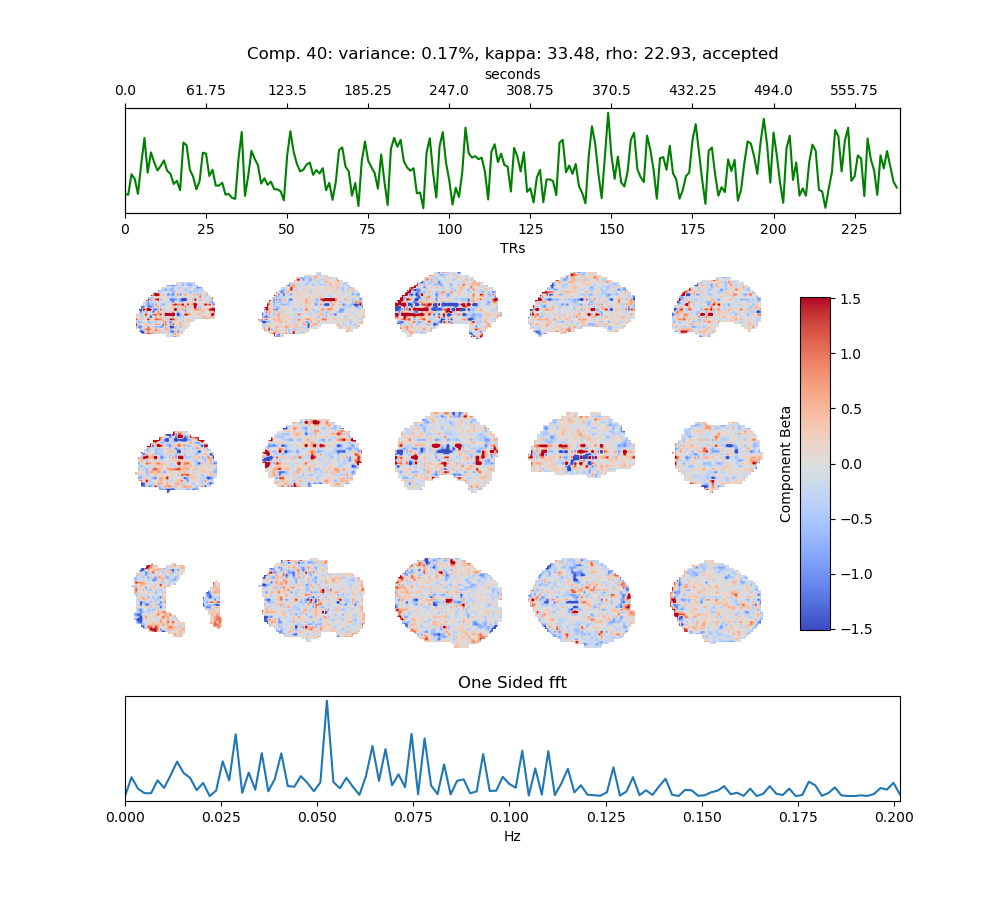 Comp. 40: variance: 0.17%, kappa: 33.48, rho: 22.93, accepted
seconds
0.0 61.75 123.5 185.25 247.0 308.75 370.5 432.25 494.0 555.75
0 25 50 75 100 125 150 175 200 225
TRs
1.5
1.0
0.5
0.0
−0.5
−1.0
−1.5
Component Beta
One Sided fft
0.000 0.025 0.050 0.075 0.100 0.125 0.150 0.175 0.200
Hz